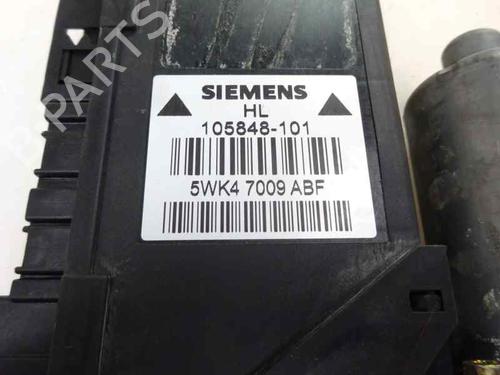 SIEMENS
HL
105848-101
5WK4 7009 ABF
B-PARTS